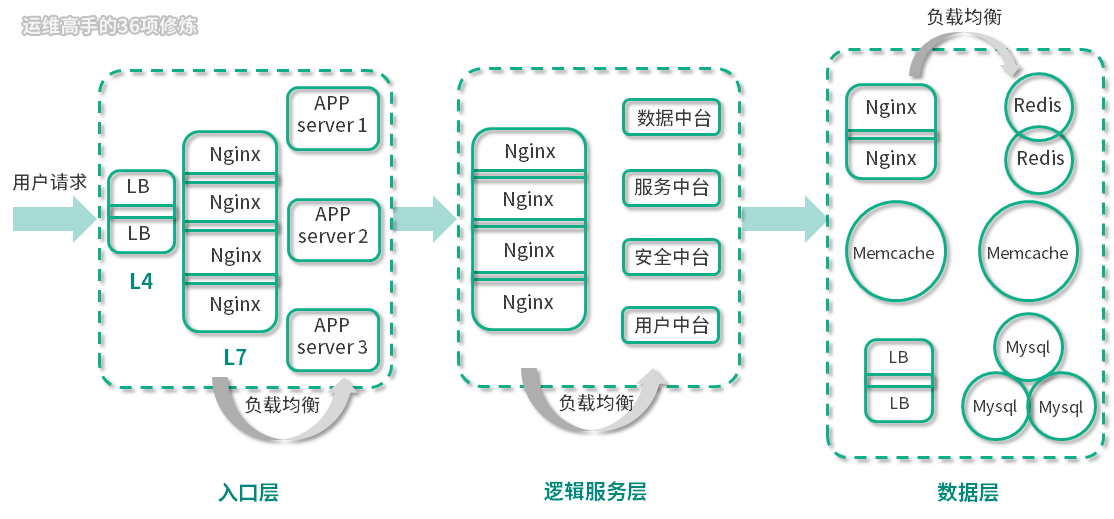 运维高手的36项修炼
用户请求
LB
LB
L4
Nginx
Nginx
Nginx
Nginx
L7
APP
server 1
APP
server 2
APP
server 3
负载均衡
入口层
Nginx
Nginx
Nginx
Nginx
数据中台
服务中台
安全中台
用户中台
负载均衡
逻辑服务层
负载均衡
Nginx
Nginx
Redis
Redis
Memcache
Memcache
LB
LB
Mysql
Mysql
Mysql
数据层